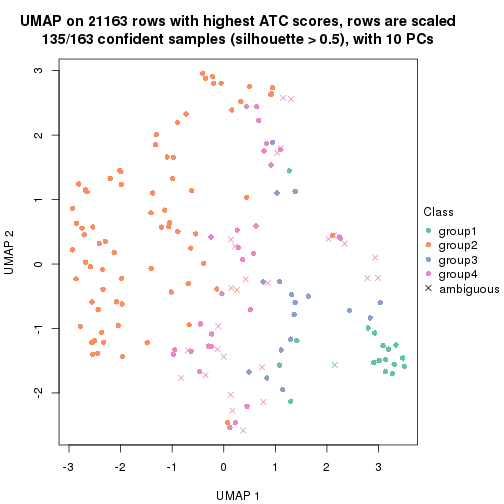 UMAP on 21163 rows with highest ATC scores, rows are scaled
135/163 confident samples (silhouette > 0.5), with 10 PCs
3
2
1
0
-1
-2
UMAP 2
-3
-2
-1
0
1
2
3
UMAP 1
Class
group1
group2
group3
group4
ambiguous